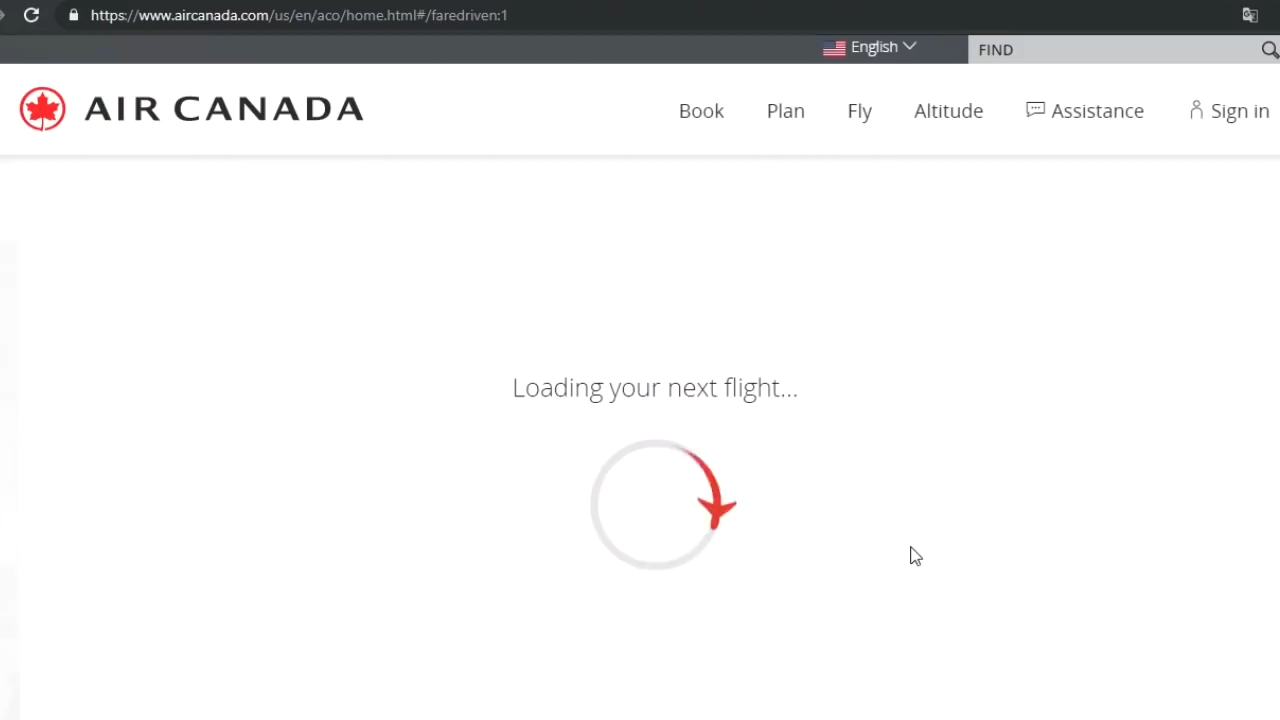 https://www.aircanada.com/us/en/aco/home.html#/faredriven:1
English
FIND
AIR CANADA
Book
Plan
Fly
Altitude
Assistance
Sign in
Loading your next flight...